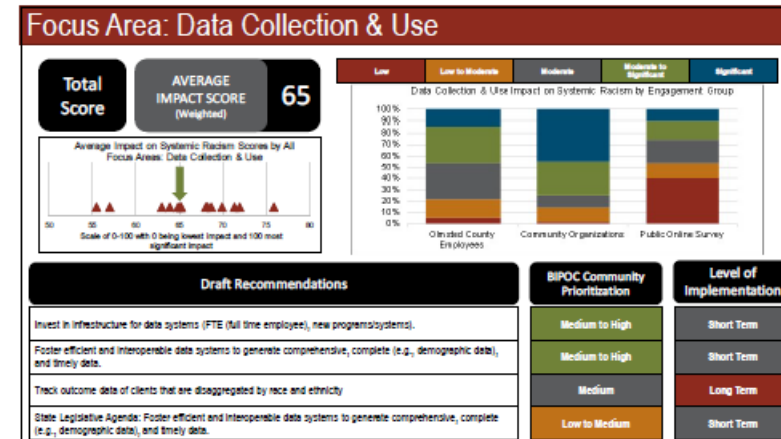 Focus Area: Data Collection & Use
Total
Score
AVERAGE
IMPACT SCORE
(Weighted)
65
Low
Low to Moderate
Moderate
Moderate to
Significant
Significant
Average Impact on Systemic Racism Scores by All
Focus Areas: Data Collection & Use
50 55 60 65 70 75 80 85 90
Scale of 0-100 with 0 being lowest impact and 100 most
significant impact
Data Collection & Use Impact on Systemic Racism by Engagement Group
100%
90%
80%
70%
60%
50%
40%
30%
20%
10%
0%
Olmsted County
Employees
Community Organizations
Public Online Survey
Draft Recommendations
BIPOC Community
Prioritization
Level of
Implementation
Invest in infrastructure for data systems (FTE (full time employee), new programs/systems).
Medium to High
Short Term
Foster efficient and interoperable data systems to generate comprehensive, complete (e.g., demographic data),
and timely data.
Medium to High
Short Term
Track outcome data of clients that are disaggregated by race and ethnicity
Medium
Long Term
State Legislative Agenda: Foster efficient and interoperable data systems to generate comprehensive, complete
(e.g., demographic data), and timely data.
Low to Medium
Short Term